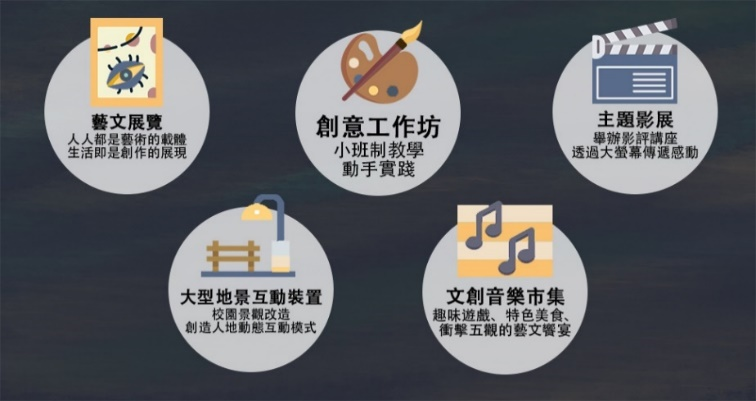 藝文展覽
人人都是藝術的載體
生活即是創作的展現
創意工作坊
小班制教學
動手實踐
主題影展
舉辦影評講座
透過大螢幕傳遞感動
大型地景互動裝置
校園景觀改造
創造人地動態互動模式
文創音樂市集
趣味遊戲、特色美食、
衝擊五觀的藝文饗宴